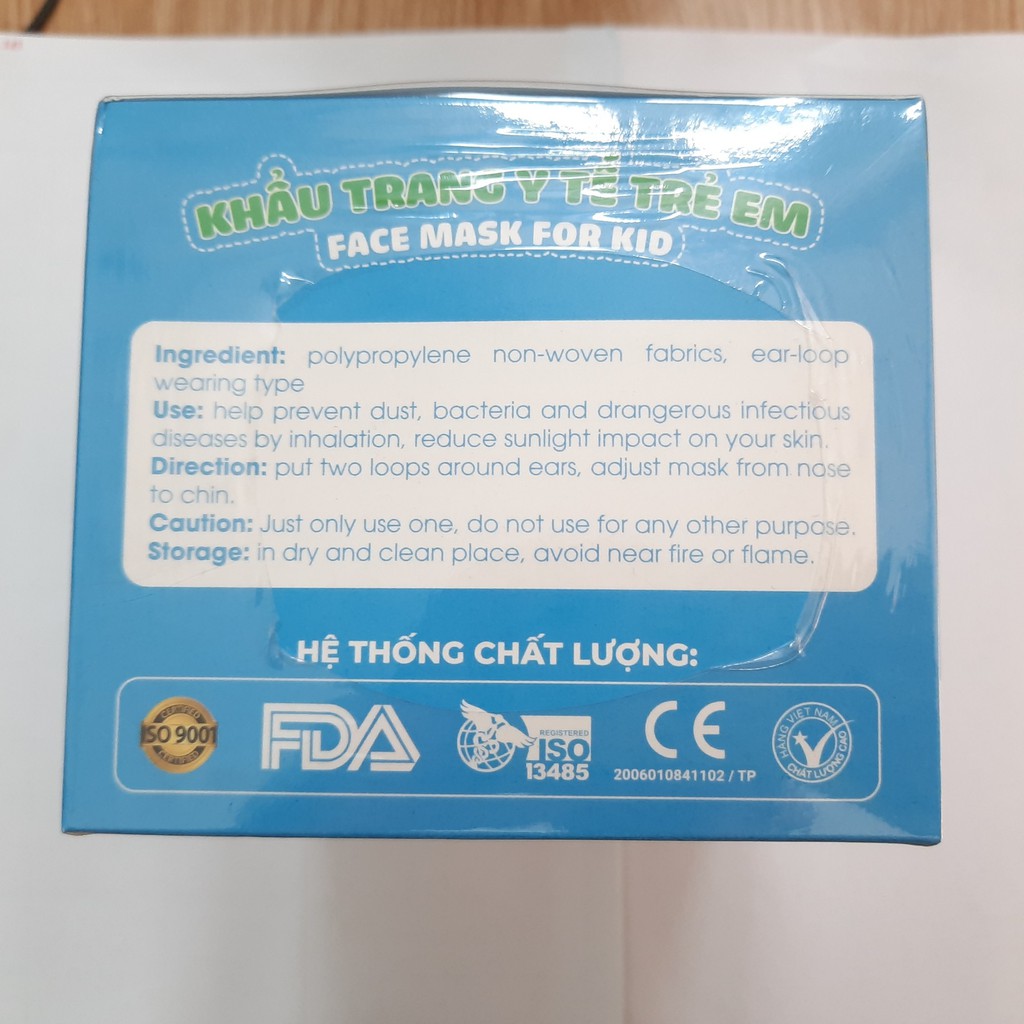 KHẨU TRANG Y TẾ TRẺ EM
FACE MASK FOR KID
Ingredient: polypropylene non-woven fabrics, ear-loop
wearing type
Use: help prevent dust, bacteria and drangerous infectious
diseases by inhalation, reduce sunlight impact on your skin.
Direction: put two loops around ears, adjust mask from nose
to chin.
Caution: Just only use one, do not use for any other purpose.
Storage: in dry and clean place, avoid near fire or flame.
HỆ THỐNG CHẤT LƯỢNG:
CERTIFIED
ISO 9001
CERTIFIED
FDA
REGISTERED
ISO
13485
CE
2006010841102 / TP
HÀNG VIỆT NAM
CHẤT LƯỢNG CAO